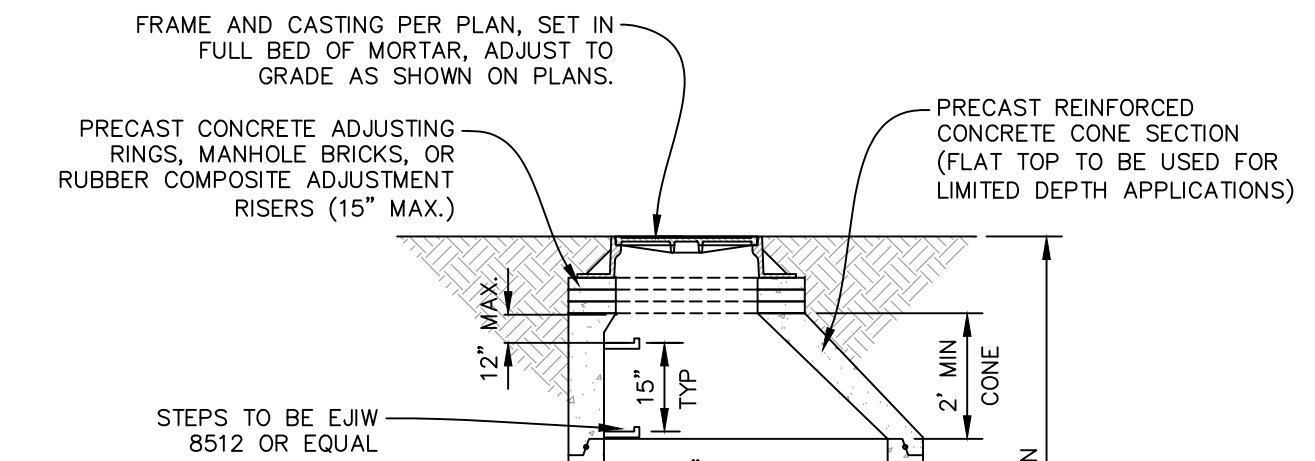 FRAME AND CASTING PER PLAN, SET IN
FULL BED OF MORTAR, ADJUST TO
GRADE AS SHOWN ON PLANS.
PRECAST CONCRETE ADJUSTING
RINGS, MANHOLE BRICKS, OR
RUBBER COMPOSITE ADJUSTMENT
RISERS (15" MAX.)
PRECAST REINFORCED
CONCRETE CONE SECTION
(FLAT TOP TO BE USED FOR
LIMITED DEPTH APPLICATIONS)
12" MAX.
15"
TYP
2' MIN
CONE
STEPS TO BE EJIW
8512 OR EQUAL